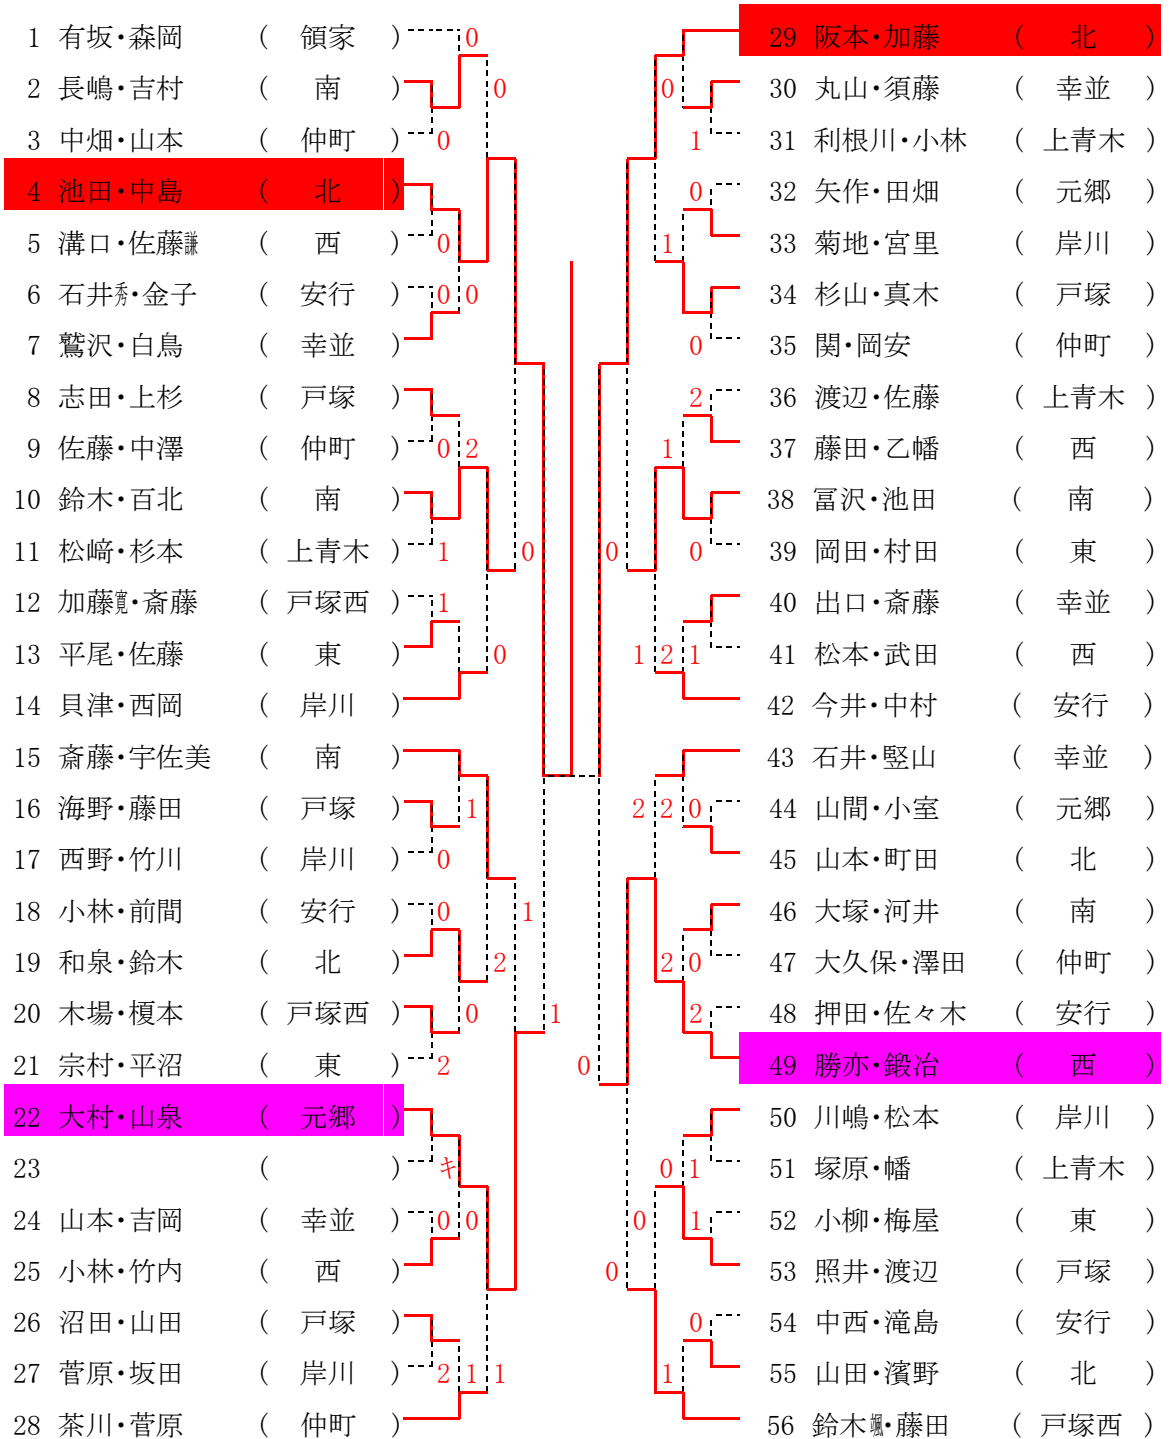 1 有坂・森岡 ( 領家 )
2 長嶋・吉村 ( 南 )
3 中畑・山本 ( 仲町 )
4 池田・中島 ( 北 )
5 溝口・佐藤謙 ( 西 )
6 石井秀・金子 ( 安行 )
7 鷲沢・白鳥 ( 幸並 )
8 志田・上杉 ( 戸塚 )
9 佐藤・中澤 ( 仲町 )
10 鈴木・百北 ( 南 )
11 松﨑・杉本 ( 上青木 )
12 加藤寛・斎藤 ( 戸塚西 )
13 平尾・佐藤 ( 東 )
14 貝津・西岡 ( 岸川 )
15 斎藤・宇佐美 ( 南 )
16 海野・藤田 ( 戸塚 )
17 西野・竹川 ( 岸川 )
18 小林・前間 ( 安行 )
19 和泉・鈴木 ( 北 )
20 木場・榎本 ( 戸塚西 )
21 宗村・平沼 ( 東 )
22 大村・山泉 ( 元郷 )
23 ( )
24 山本・吉岡 ( 幸並 )
25 小林・竹内 ( 西 )
26 沼田・山田 ( 戸塚 )
27 菅原・坂田 ( 岸川 )
28 茶川・菅原 ( 仲町 )
0
0
0
0
0 0
0 2
1
0
1
0
1
0
0
1
2
0
1
2
キ
0 0
2 1 1
29 阪本・加藤 ( 北 )
30 丸山・須藤 ( 幸並 )
31 利根川・小林 ( 上青木 )
32 矢作・田畑 ( 元郷 )
33 菊地・宮里 ( 岸川 )
34 杉山・真木 ( 戸塚 )
35 関・岡安 ( 仲町 )
36 渡辺・佐藤 ( 上青木 )
37 藤田・乙幡 ( 西 )
38 冨沢・池田 ( 南 )
39 岡田・村田 ( 東 )
40 出口・斎藤 ( 幸並 )
41 松本・武田 ( 西 )
42 今井・中村 ( 安行 )
43 石井・堅山 ( 幸並 )
44 山間・小室 ( 元郷 )
45 山本・町田 ( 北 )
46 大塚・河井 ( 南 )
47 大久保・澤田 ( 仲町 )
48 押田・佐々木 ( 安行 )
49 勝亦・鍛冶 ( 西 )
50 川嶋・松本 ( 岸川 )
51 塚原・幡 ( 上青木 )
52 小柳・梅屋 ( 東 )
53 照井・渡辺 ( 戸塚 )
54 中西・滝島 ( 安行 )
55 山田・濱野 ( 北 )
56 鈴木颯・藤田 ( 戸塚西 )
0
1
0
1
0
2
1
0 0
1 2 1
2 2 0
2 0
2
0
0 1
0 1
0
0
1